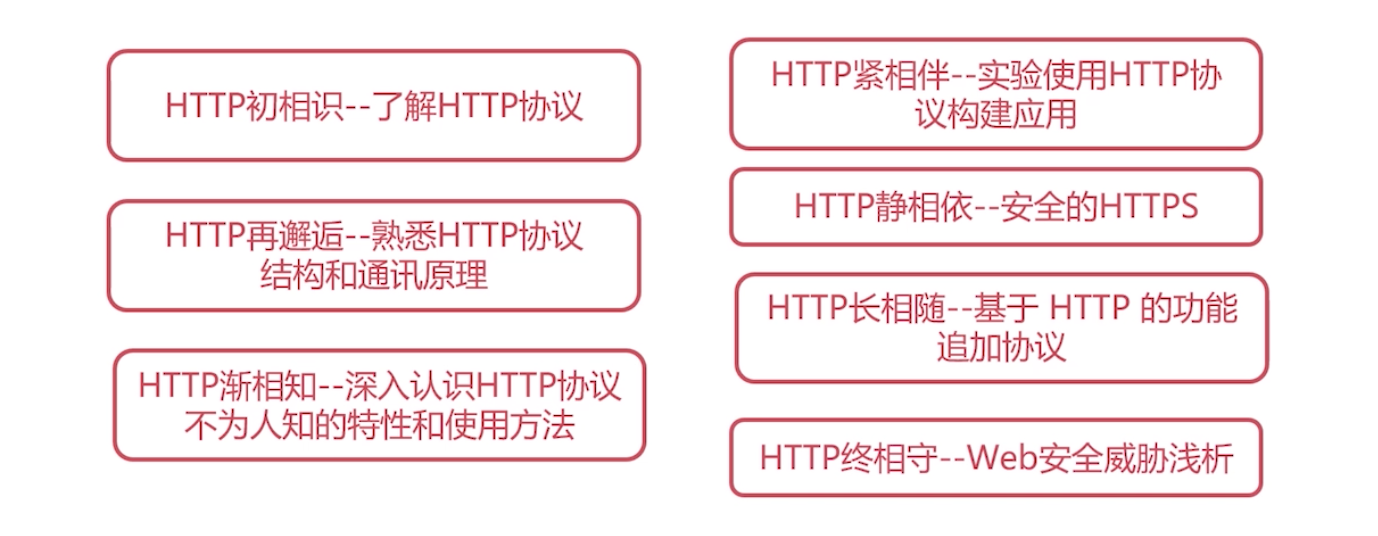 HTTP初相识--了解HTTP协议
HTTP再邂逅--熟悉HTTP协议
结构和通讯原理
HTTP渐相知--深入认识HTTP协议
不为人知的特性和使用方法
HTTP紧相伴--实验使用HTTP协
议构建应用
HTTP静相依--安全的HTTPS
HTTP长相随--基于 HTTP 的功能
追加协议
HTTP终相守--Web安全威胁浅析